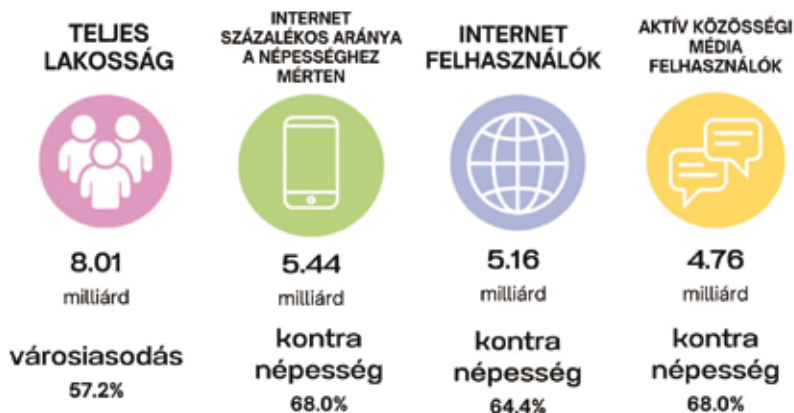 TELJES
LAKOSSÁG
8.01
milliárd
városiasodás
57.2%
INTERNET
SZÁZALÉKOS ARÁNYA
A NÉPESSÉGHEZ
MÉRTEN
5.44
milliárd
kontra
népesség
68.0%
INTERNET
FELHASZNÁLÓK
5.16
milliárd
kontra
népesség
64.4%
AKTÍV KÖZÖSSÉGI
MÉDIA
FELHASZNÁLÓK
4.76
milliárd
kontra
népesség
68.0%